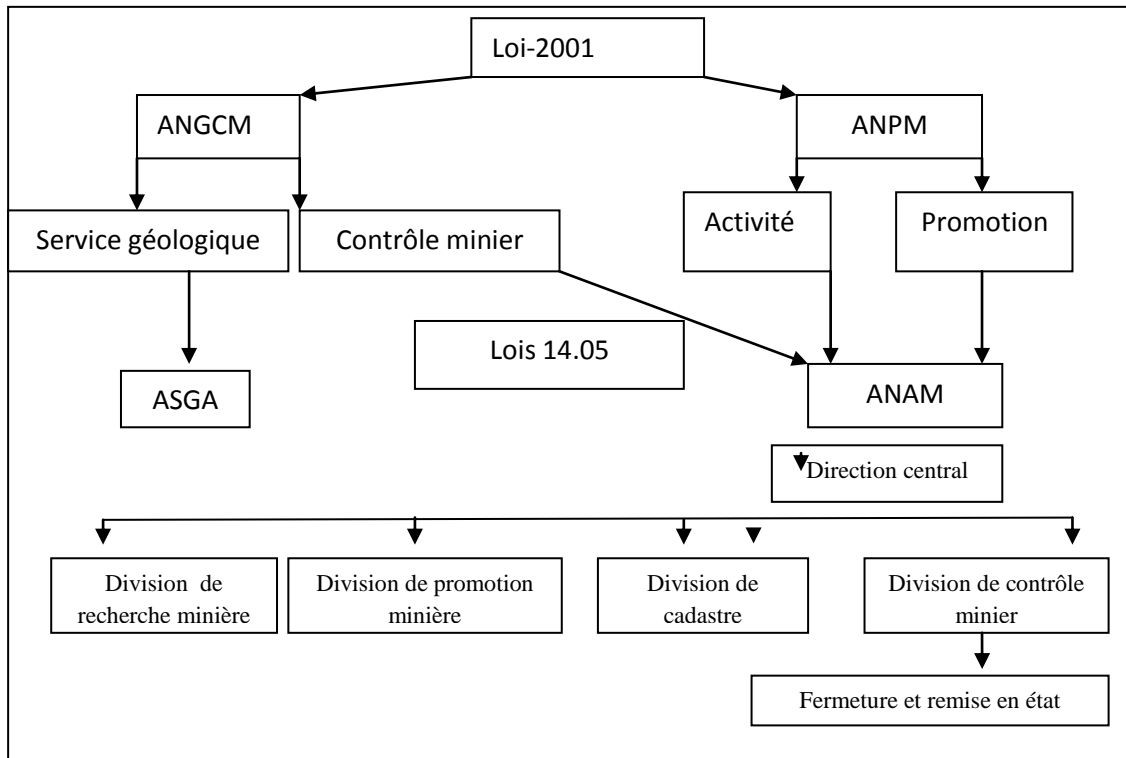 Loi-2001
ANGCM
ANPM
Service géologique
Contrôle minier
Activité
Promotion
Lois 14.05
ASGA
ANAM
Direction central
Division de
recherche minière
Division de promotion
minière
Division de
cadastre
Division de contrôle
minier
Fermeture et remise en état